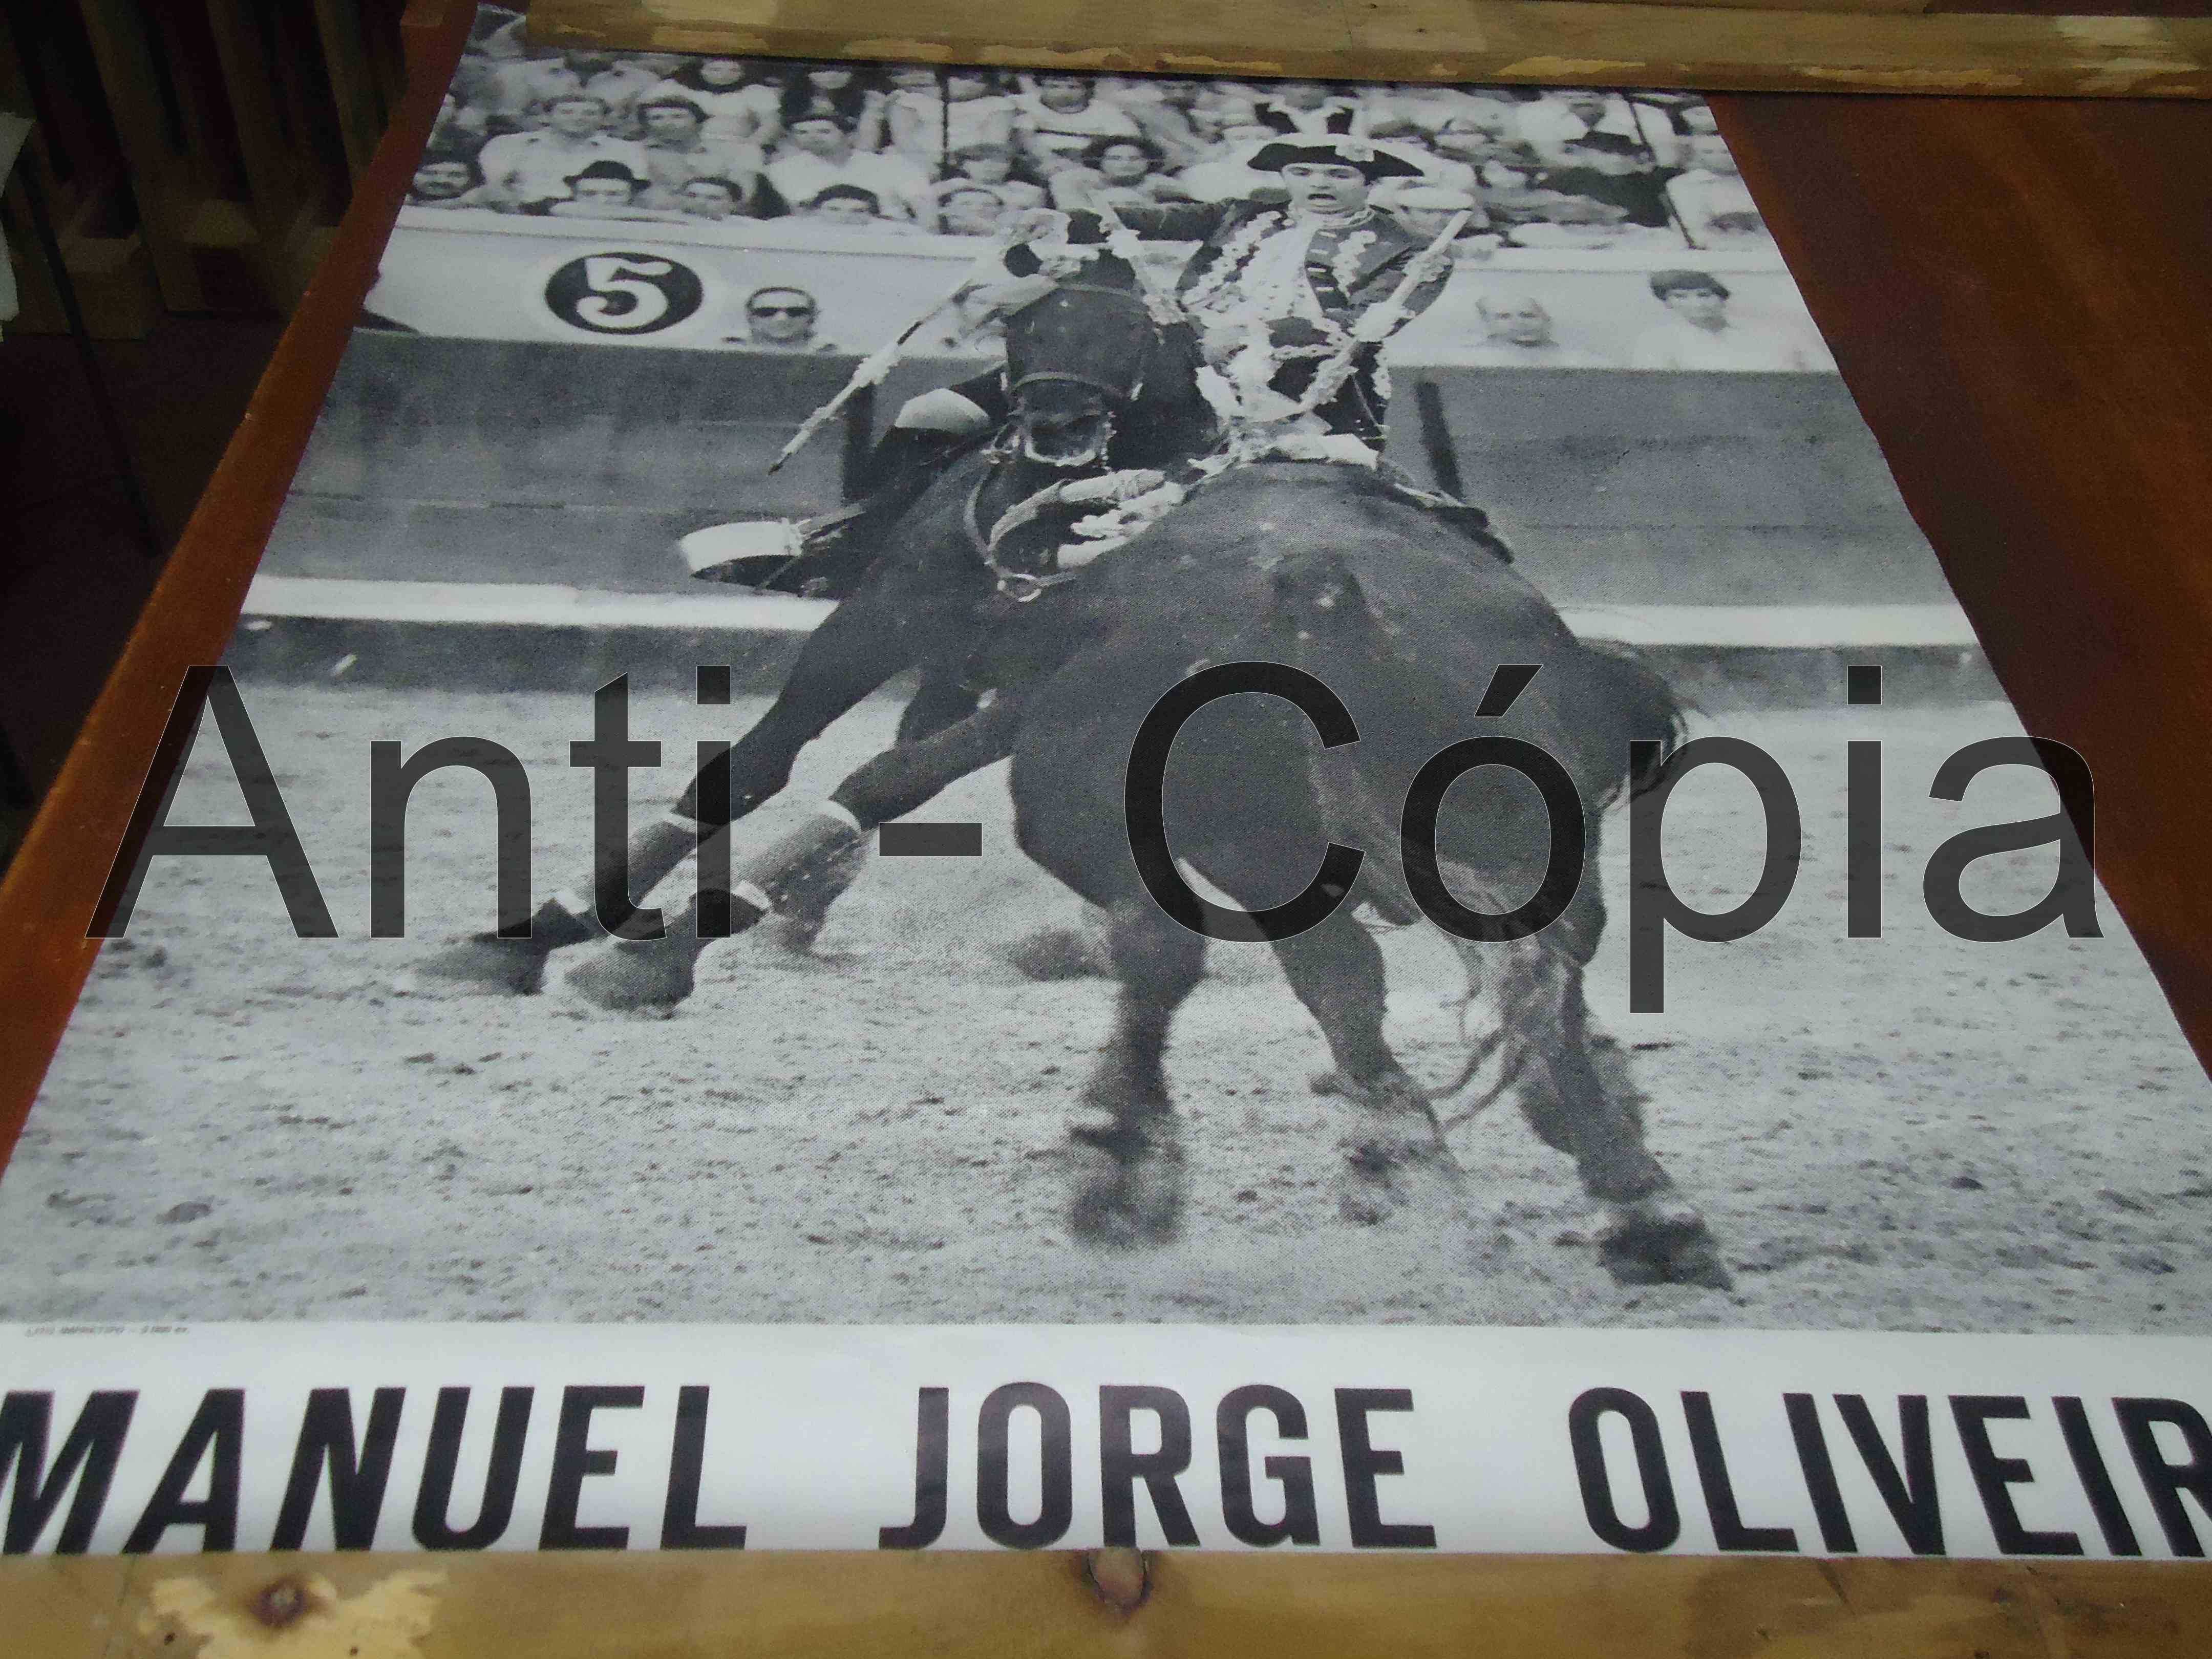 5
Anti - Cópia
MANUEL JORGE OLIVEIR